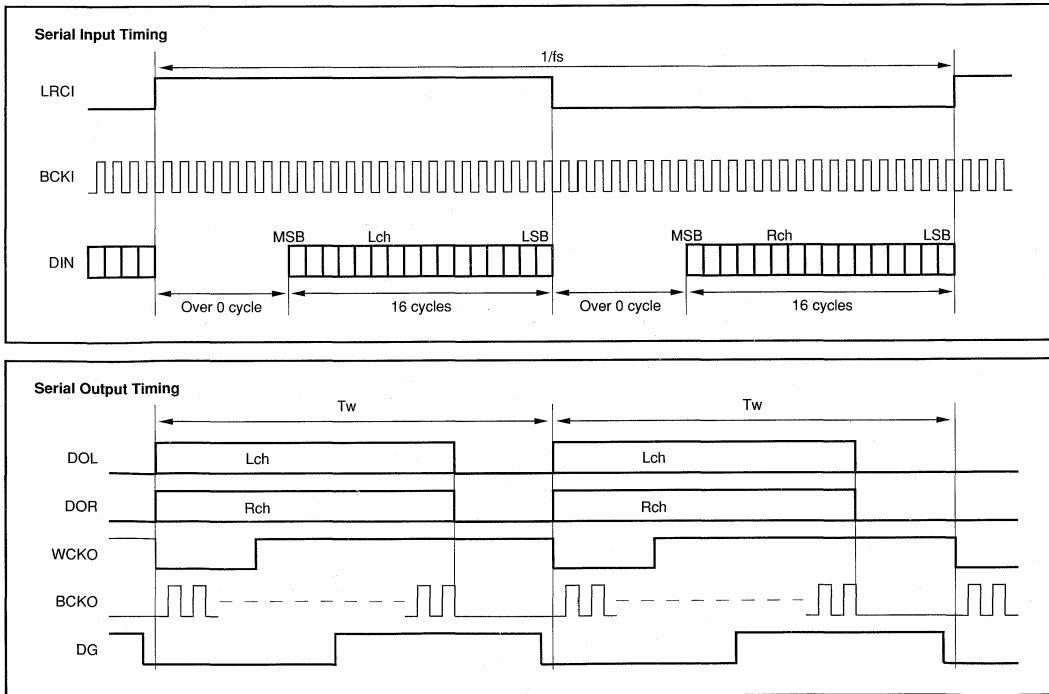 Serial Input Timing
1/fs
LRCI
BCKI
MSB Lch LSB MSB Rch LSB
DIN
Over 0 cycle 16 cycles Over 0 cycle 16 cycles
Serial Output Timing
Tw Tw
DOL Lch Lch
DOR Rch Rch
WCKO
BCKO
DG